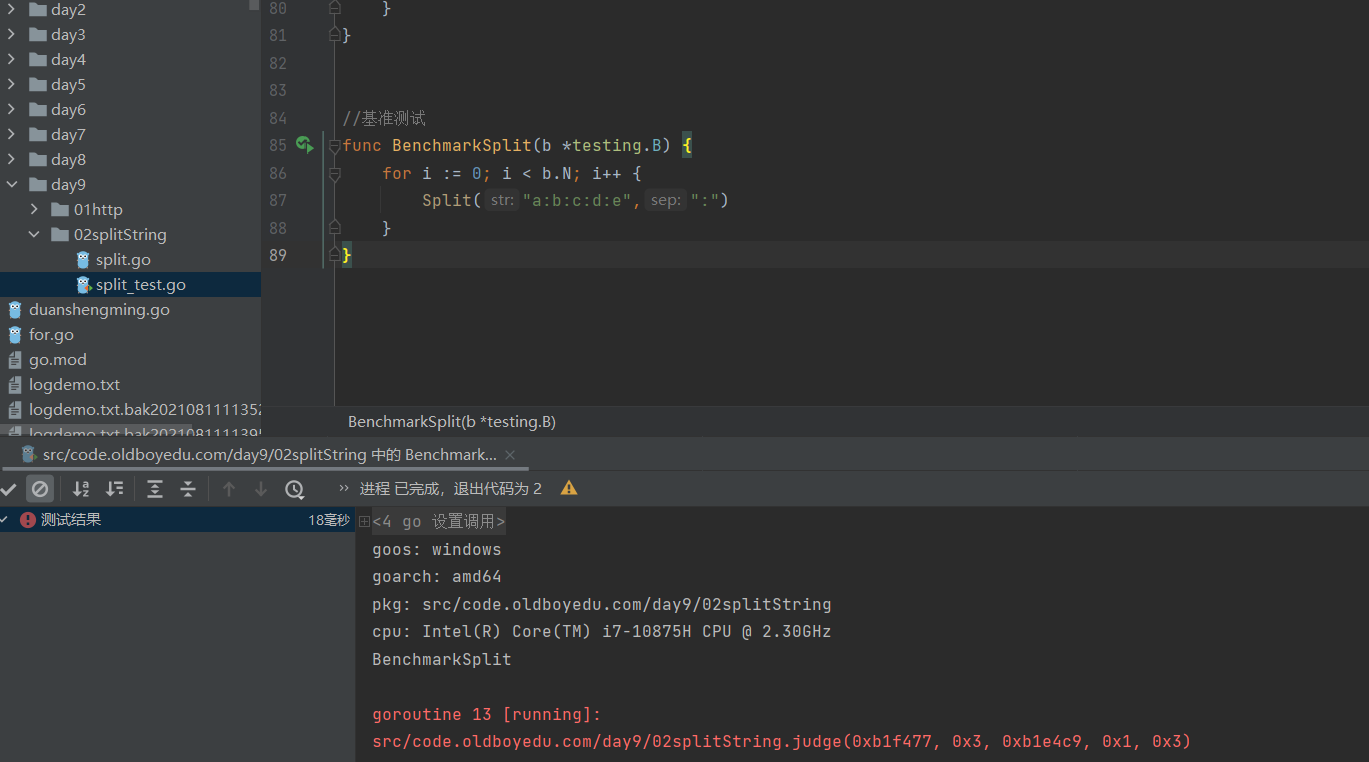 day2
day3
day4
day5
day6
day7
day8
day9
01http
02splitString
split.go
split_test.go
duanshengming.go
for.go
go.mod
logdemo.txt
logdemo.txt.bak2021081111352
80 }
81 }
82
83
84 //基准测试
85 func BenchmarkSplit(b *testing.B) {
86 for i := 0; i < b.N; i++ {
87 Split( str: "a:b:c:d:e", sep: ":")
88 }
89 }
BenchmarkSplit(b *testing.B)
src/code.oldboyedu.com/day9/02splitString 中的 Benchmark...
进程 已完成，退出代码为 2
测试结果 18毫秒
<4 go 设置调用>
goos: windows
goarch: amd64
pkg: src/code.oldboyedu.com/day9/02splitString
cpu: Intel(R) Core(TM) i7-10875H CPU @ 2.30GHz
BenchmarkSplit
goroutine 13 [running]:
src/code.oldboyedu.com/day9/02splitString.judge(0xb1f477, 0x3, 0xb1e4c9, 0x1, 0x3)